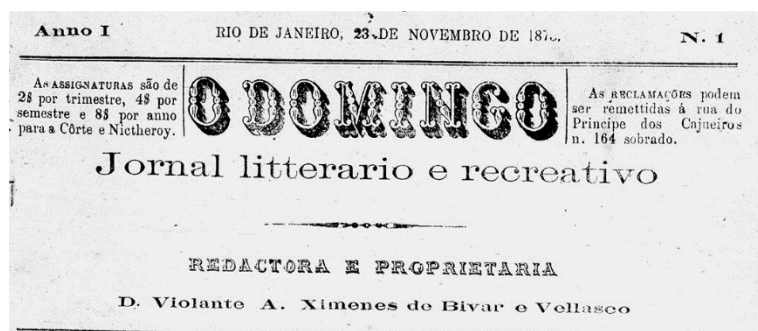 Anno I
RIO DE JANEIRO, 23 DE NOVEMBRO DE
N. 1
AS ASSIGNATURAS são de
2$ por trimestre, 4$ por
semestre e 8$ por anno
para a Côrte e Nictheroy.
O DOMINGO
AS RECLAMAÇÕES podem
ser remettidas á rua do
Principe dos Cajueiros
n. 164 sobrado.
Jornal litterario e recreativo
REDACTORA E PROPRIETARIA
D. Violante A. Ximenes de Bivar e Vellasco